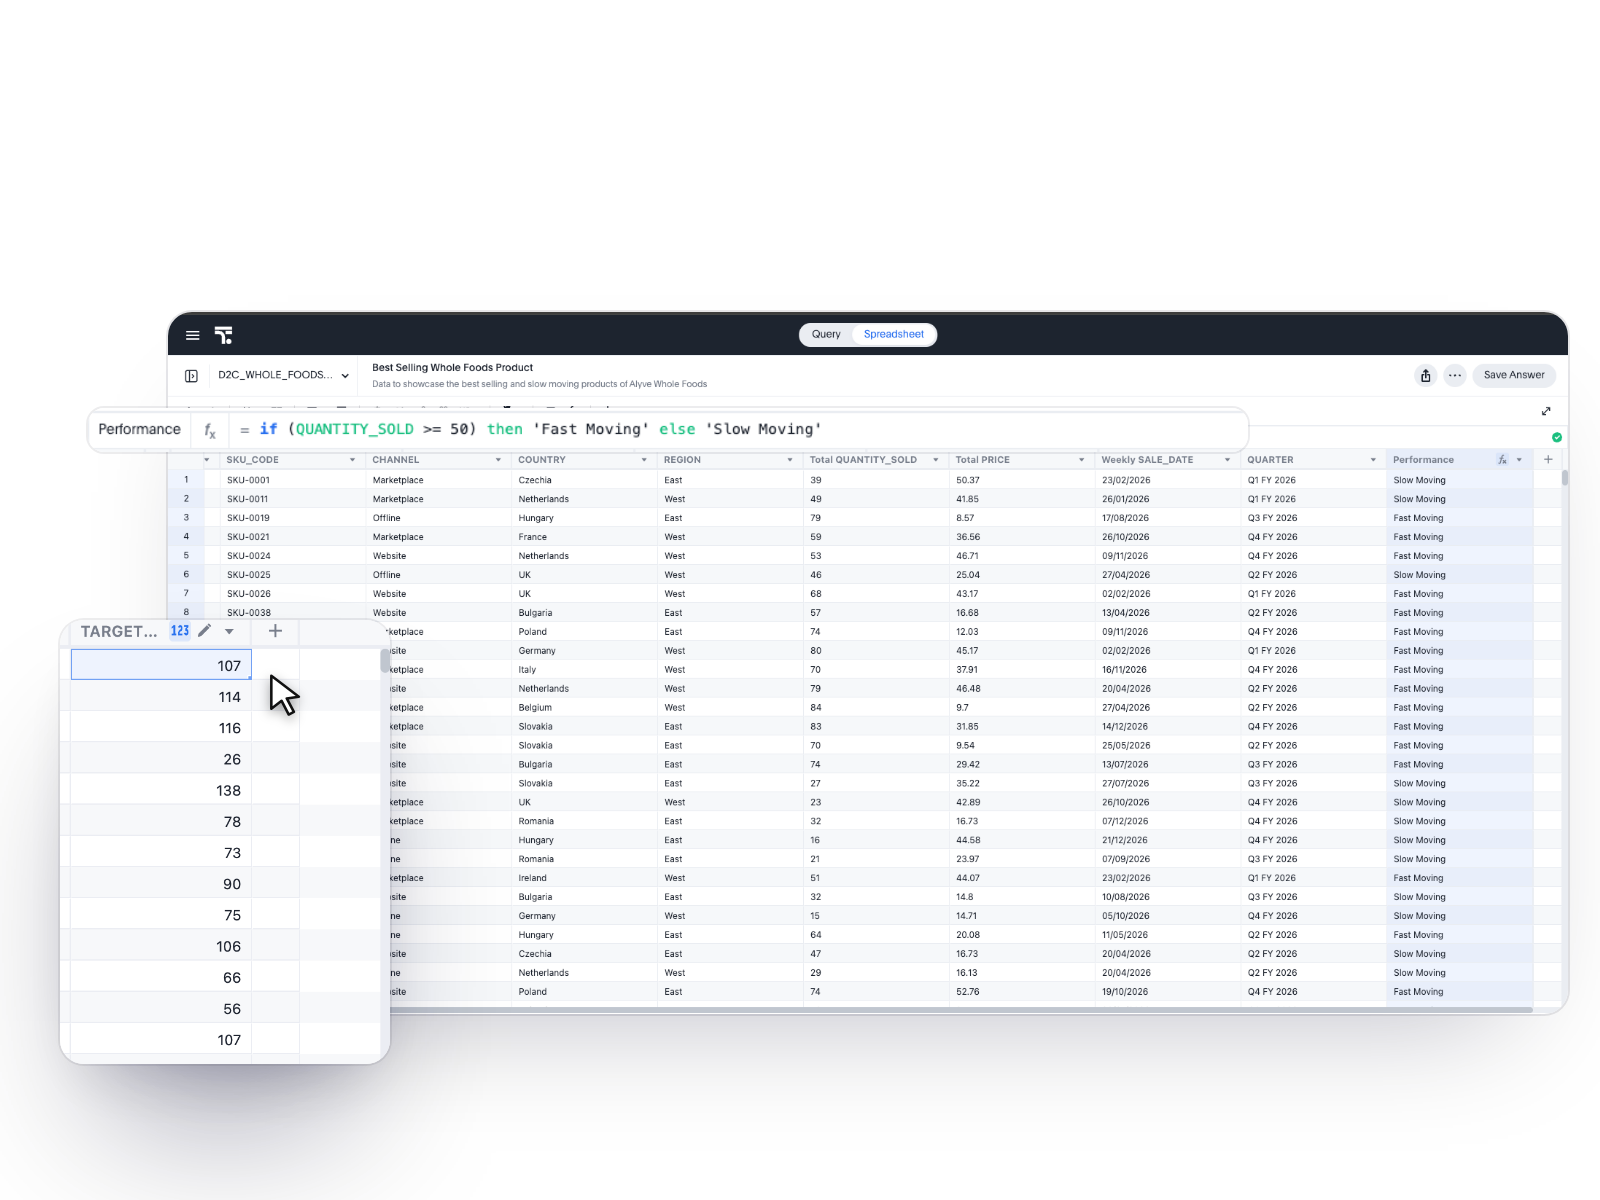 Query Spreadsheet
D2C_WHOLE_FOODS... Best Selling Whole Foods Product Save Answer
Data to showcase the best selling and slow moving products of Alyve Whole Foods
Performance fx = if (QUANTITY_SOLD >= 50) then 'Fast Moving' else 'Slow Moving'
SKU_CODE CHANNEL COUNTRY REGION Total QUANTITY_SOLD Total PRICE Weekly SALE_DATE QUARTER Performance fx +
1 SKU-0001 Marketplace Czechia East 39 50.37 23/02/2026 Q1 FY 2026 Slow Moving
2 SKU-0011 Marketplace Netherlands West 49 41.85 26/01/2026 Q1 FY 2026 Slow Moving
3 SKU-0019 Offline Hungary East 79 8.57 17/08/2026 Q3 FY 2026 Fast Moving
4 SKU-0021 Marketplace France West 59 36.56 26/10/2026 Q4 FY 2026 Fast Moving
5 SKU-0024 Website Netherlands West 53 46.71 09/11/2026 Q4 FY 2026 Fast Moving
6 SKU-0025 Offline UK West 46 25.04 27/04/2026 Q2 FY 2026 Slow Moving
7 SKU-0026 Website UK West 68 43.17 02/02/2026 Q1 FY 2026 Fast Moving
8 SKU-0038 Website Bulgaria East 57 16.68 13/04/2026 Q2 FY 2026 Fast Moving
ketplace Poland East 74 12.03 09/11/2026 Q4 FY 2026 Fast Moving
site Germany West 80 45.17 02/02/2026 Q1 FY 2026 Fast Moving
ketplace Italy West 70 37.91 16/11/2026 Q4 FY 2026 Fast Moving
site Netherlands West 79 46.48 20/04/2026 Q2 FY 2026 Fast Moving
ketplace Belgium West 84 9.7 27/04/2026 Q2 FY 2026 Fast Moving
ketplace Slovakia East 83 31.85 14/12/2026 Q4 FY 2026 Fast Moving
site Slovakia East 70 9.54 25/05/2026 Q2 FY 2026 Fast Moving
site Bulgaria East 74 29.42 13/07/2026 Q3 FY 2026 Fast Moving
site Slovakia East 27 35.22 27/07/2026 Q3 FY 2026 Slow Moving
ketplace UK West 23 42.89 26/10/2026 Q4 FY 2026 Slow Moving
ketplace Romania East 32 16.73 07/12/2026 Q4 FY 2026 Slow Moving
ne Hungary East 16 44.58 21/12/2026 Q4 FY 2026 Slow Moving
ne Romania East 21 23.97 07/09/2026 Q3 FY 2026 Slow Moving
ketplace Ireland West 51 44.07 23/02/2026 Q1 FY 2026 Fast Moving
site Bulgaria East 32 14.8 10/08/2026 Q3 FY 2026 Slow Moving
ne Germany West 15 14.71 05/10/2026 Q4 FY 2026 Slow Moving
ne Hungary East 64 20.08 11/05/2026 Q2 FY 2026 Fast Moving
site Czechia East 47 16.73 20/04/2026 Q2 FY 2026 Slow Moving
ne Netherlands West 29 16.13 20/04/2026 Q2 FY 2026 Slow Moving
site Poland East 74 52.76 19/10/2026 Q4 FY 2026 Fast Moving
TARGET... 123 +
107
114
116
26
138
78
73
90
75
106
66
56
107